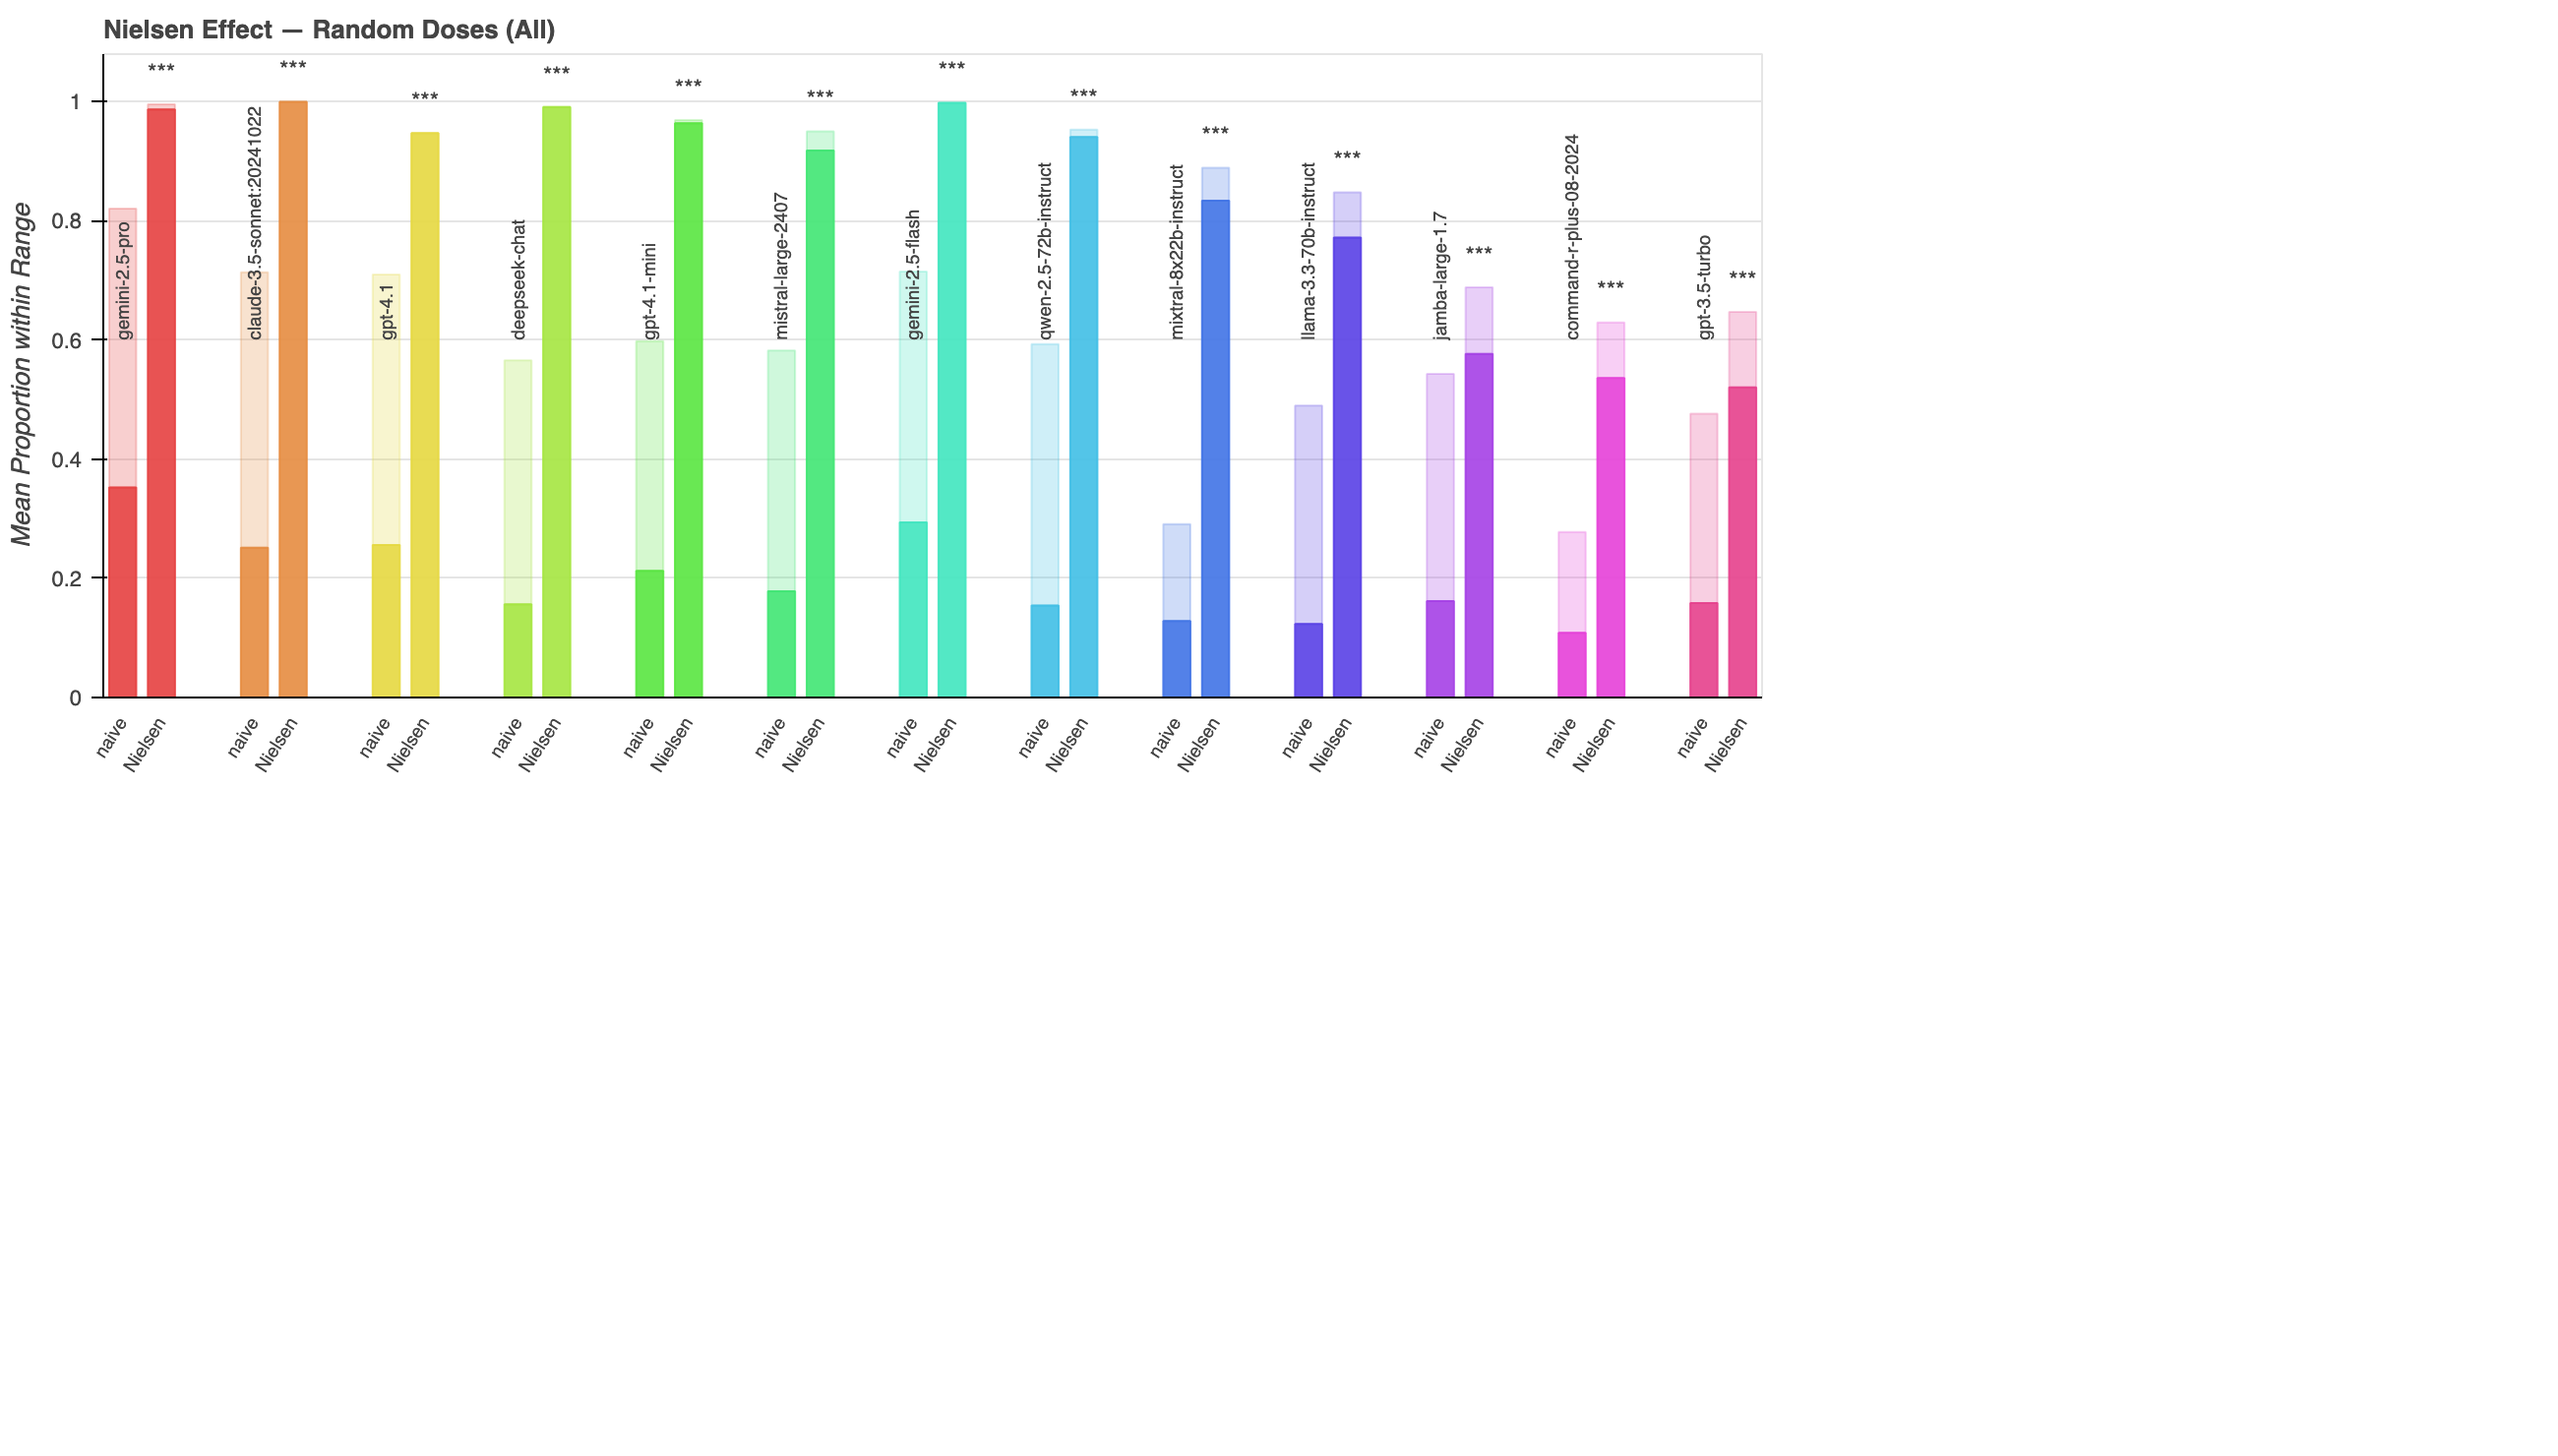 Nielsen Effect — Random Doses (All)
Mean Proportion within Range
1
0.8
0.6
0.4
0.2
0
***
***
***
***
***
***
***
***
***
***
***
***
***
gemini-2.5-pro
claude-3.5-sonnet:20241022
gpt-4.1
deepseek-chat
gpt-4.1-mini
mistral-large-2407
gemini-2.5-flash
qwen-2.5-72b-instruct
mixtral-8x22b-instruct
llama-3.3-70b-instruct
jamba-large-1.7
command-r-plus-08-2024
gpt-3.5-turbo
naive
Nielsen
naive
Nielsen
naive
Nielsen
naive
Nielsen
naive
Nielsen
naive
Nielsen
naive
Nielsen
naive
Nielsen
naive
Nielsen
naive
Nielsen
naive
Nielsen
naive
Nielsen
naive
Nielsen